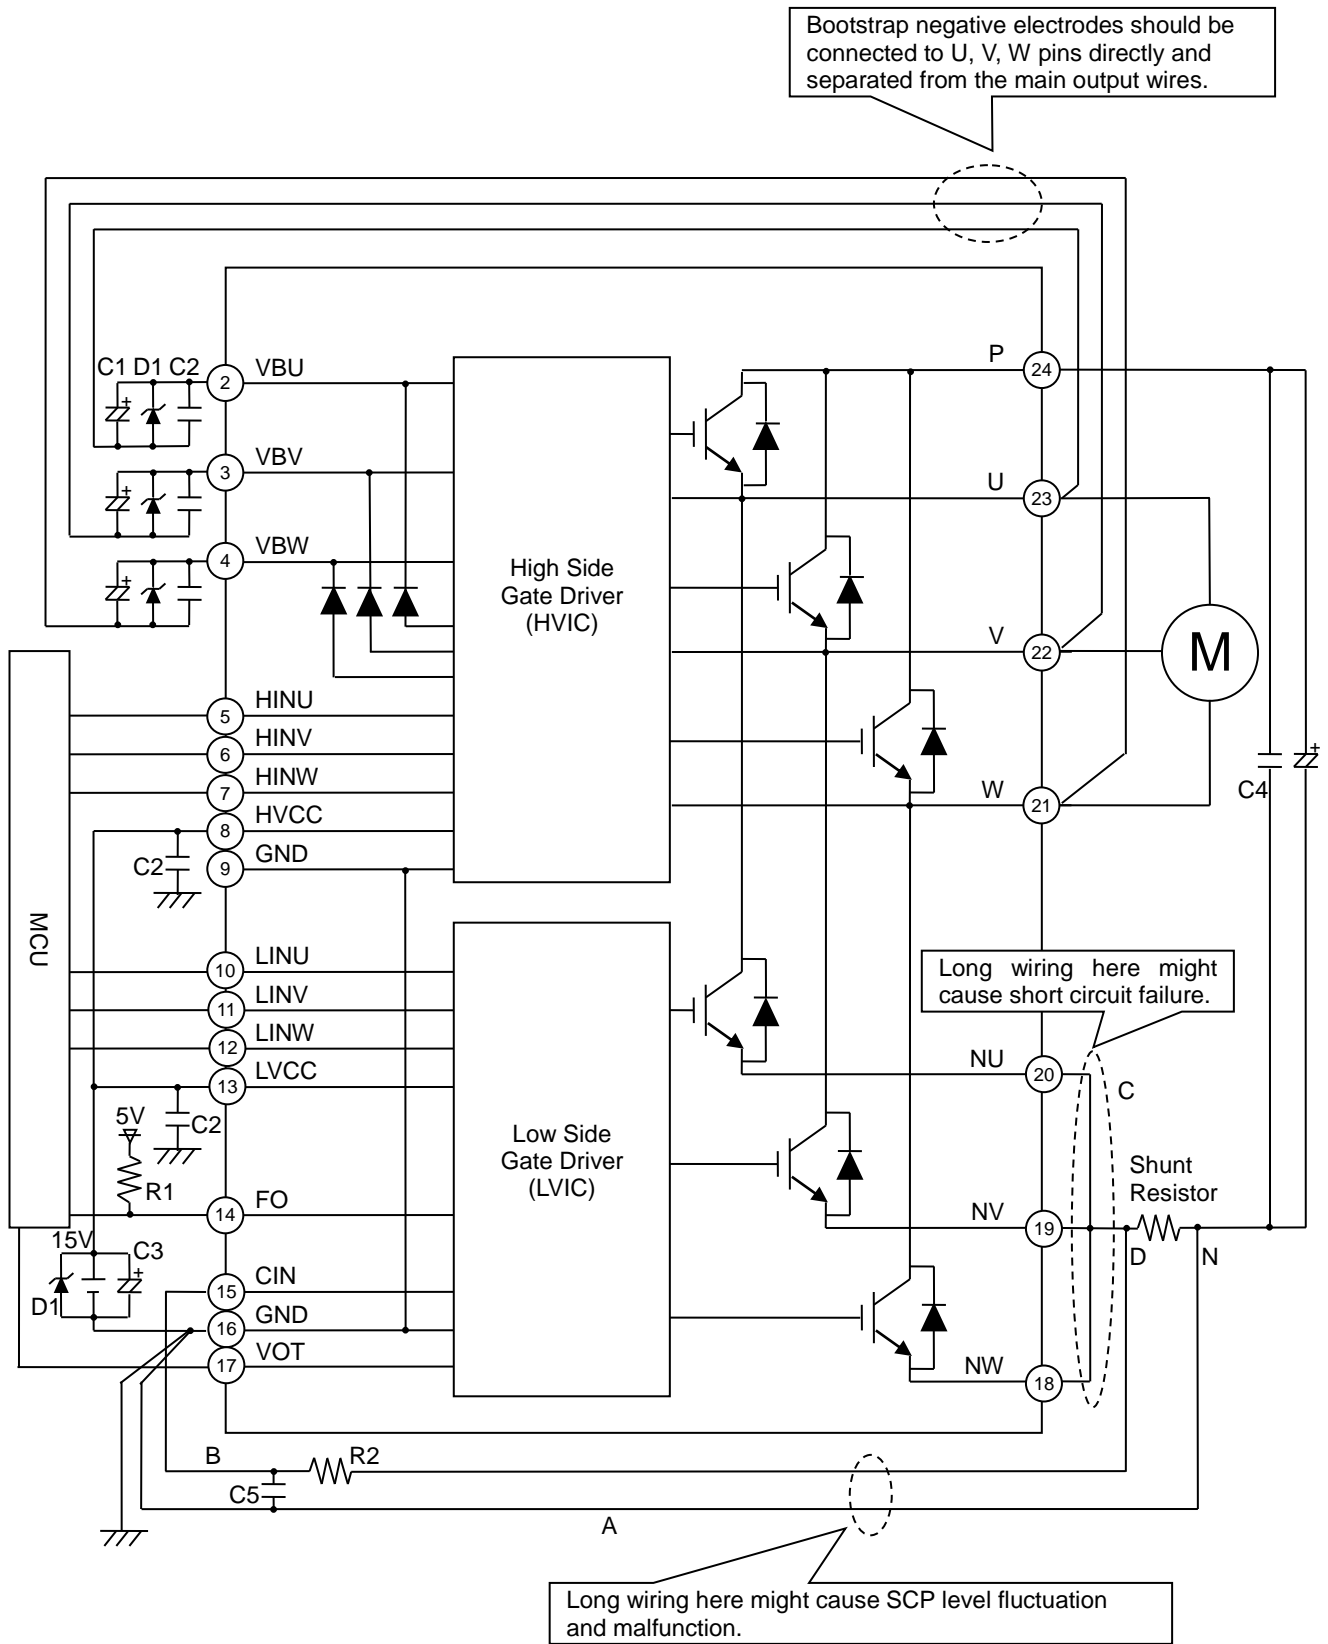 Bootstrap negative electrodes should be
connected to U, V, W pins directly and
separated from the main output wires.
C1 D1 C2
+
2
VBU
P
24
+
3
VBV
U
23
+
4
VBW
High Side
Gate Driver
(HVIC)
V
22
M
5
HINU
6
HINV
7
HINW
W
21
C4
+
8
HVCC
C2
9
GND
MCU
10
LINU
11
LINV
12
LINW
13
LVCC
C2
Long wiring here might
cause short circuit failure.
NU
20
C
5V
R1
Low Side
Gate Driver
(LVIC)
Shunt
Resistor
14
FO
NV
19
D
N
15V
C3
+
D1
15
CIN
16
GND
17
VOT
NW
18
B
R2
C5
A
Long wiring here might cause SCP level fluctuation
and malfunction.